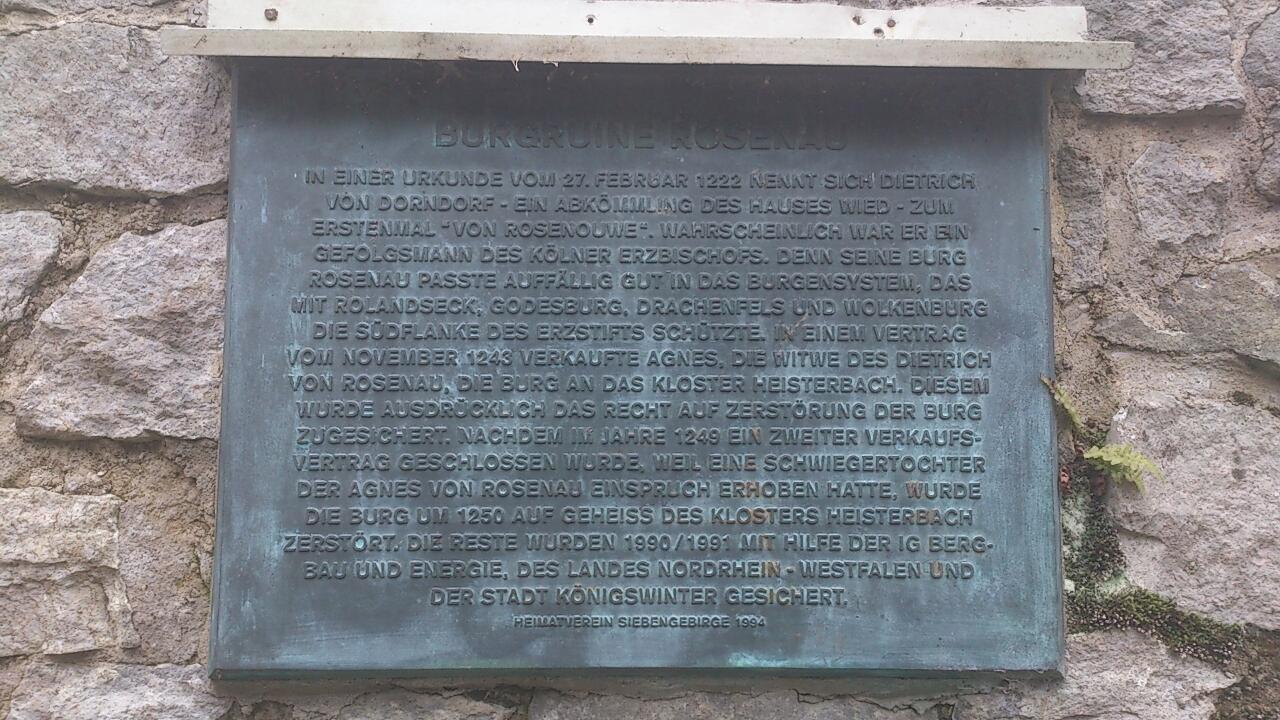 BURGRUINE ROSENAU
IN EINER URKUNDE VOM 27. FEBRUAR 1222 NENNT SICH DIETRICH
VON DORNDORF - EIN ABKÖMMLING DES HAUSES WIED - ZUM
ERSTENMAL "VON ROSENOUWE". WAHRSCHEINLICH WAR ER EIN
GEFOLGSMANN DES KÖLNER ERZBISCHOFS. DENN SEINE BURG
ROSENAU PASSTE AUFFÄLLIG GUT IN DAS BURGENSYSTEM, DAS
MIT ROLANDSECK, GODESBURG, DRACHENFELS UND WOLKENBURG
DIE SÜDFLANKE DES ERZSTIFTS SCHÜTZTE. IN EINEM VERTRAG
VOM NOVEMBER 1243 VERKAUFTE AGNES, DIE WITWE DES DIETRICH
VON ROSENAU, DIE BURG AN DAS KLOSTER HEISTERBACH. DIESEM
WURDE AUSDRÜCKLICH DAS RECHT AUF ZERSTÖRUNG DER BURG
ZUGESICHERT. NACHDEM IM JAHRE 1249 EIN ZWEITER VERKAUFS-
VERTRAG GESCHLOSSEN WURDE, WEIL EINE SCHWIEGERTOCHTER
DER AGNES VON ROSENAU EINSPRUCH ERHOBEN HATTE, WURDE
DIE BURG UM 1250 AUF GEHEISS DES KLOSTERS HEISTERBACH
ZERSTÖRT. DIE RESTE WURDEN 1990/1991 MIT HILFE DER IG BERG-
BAU UND ENERGIE, DES LANDES NORDRHEIN - WESTFALEN UND
DER STADT KÖNIGSWINTER GESICHERT.
HEIMATVEREIN SIEBENGEBIRGE 1994